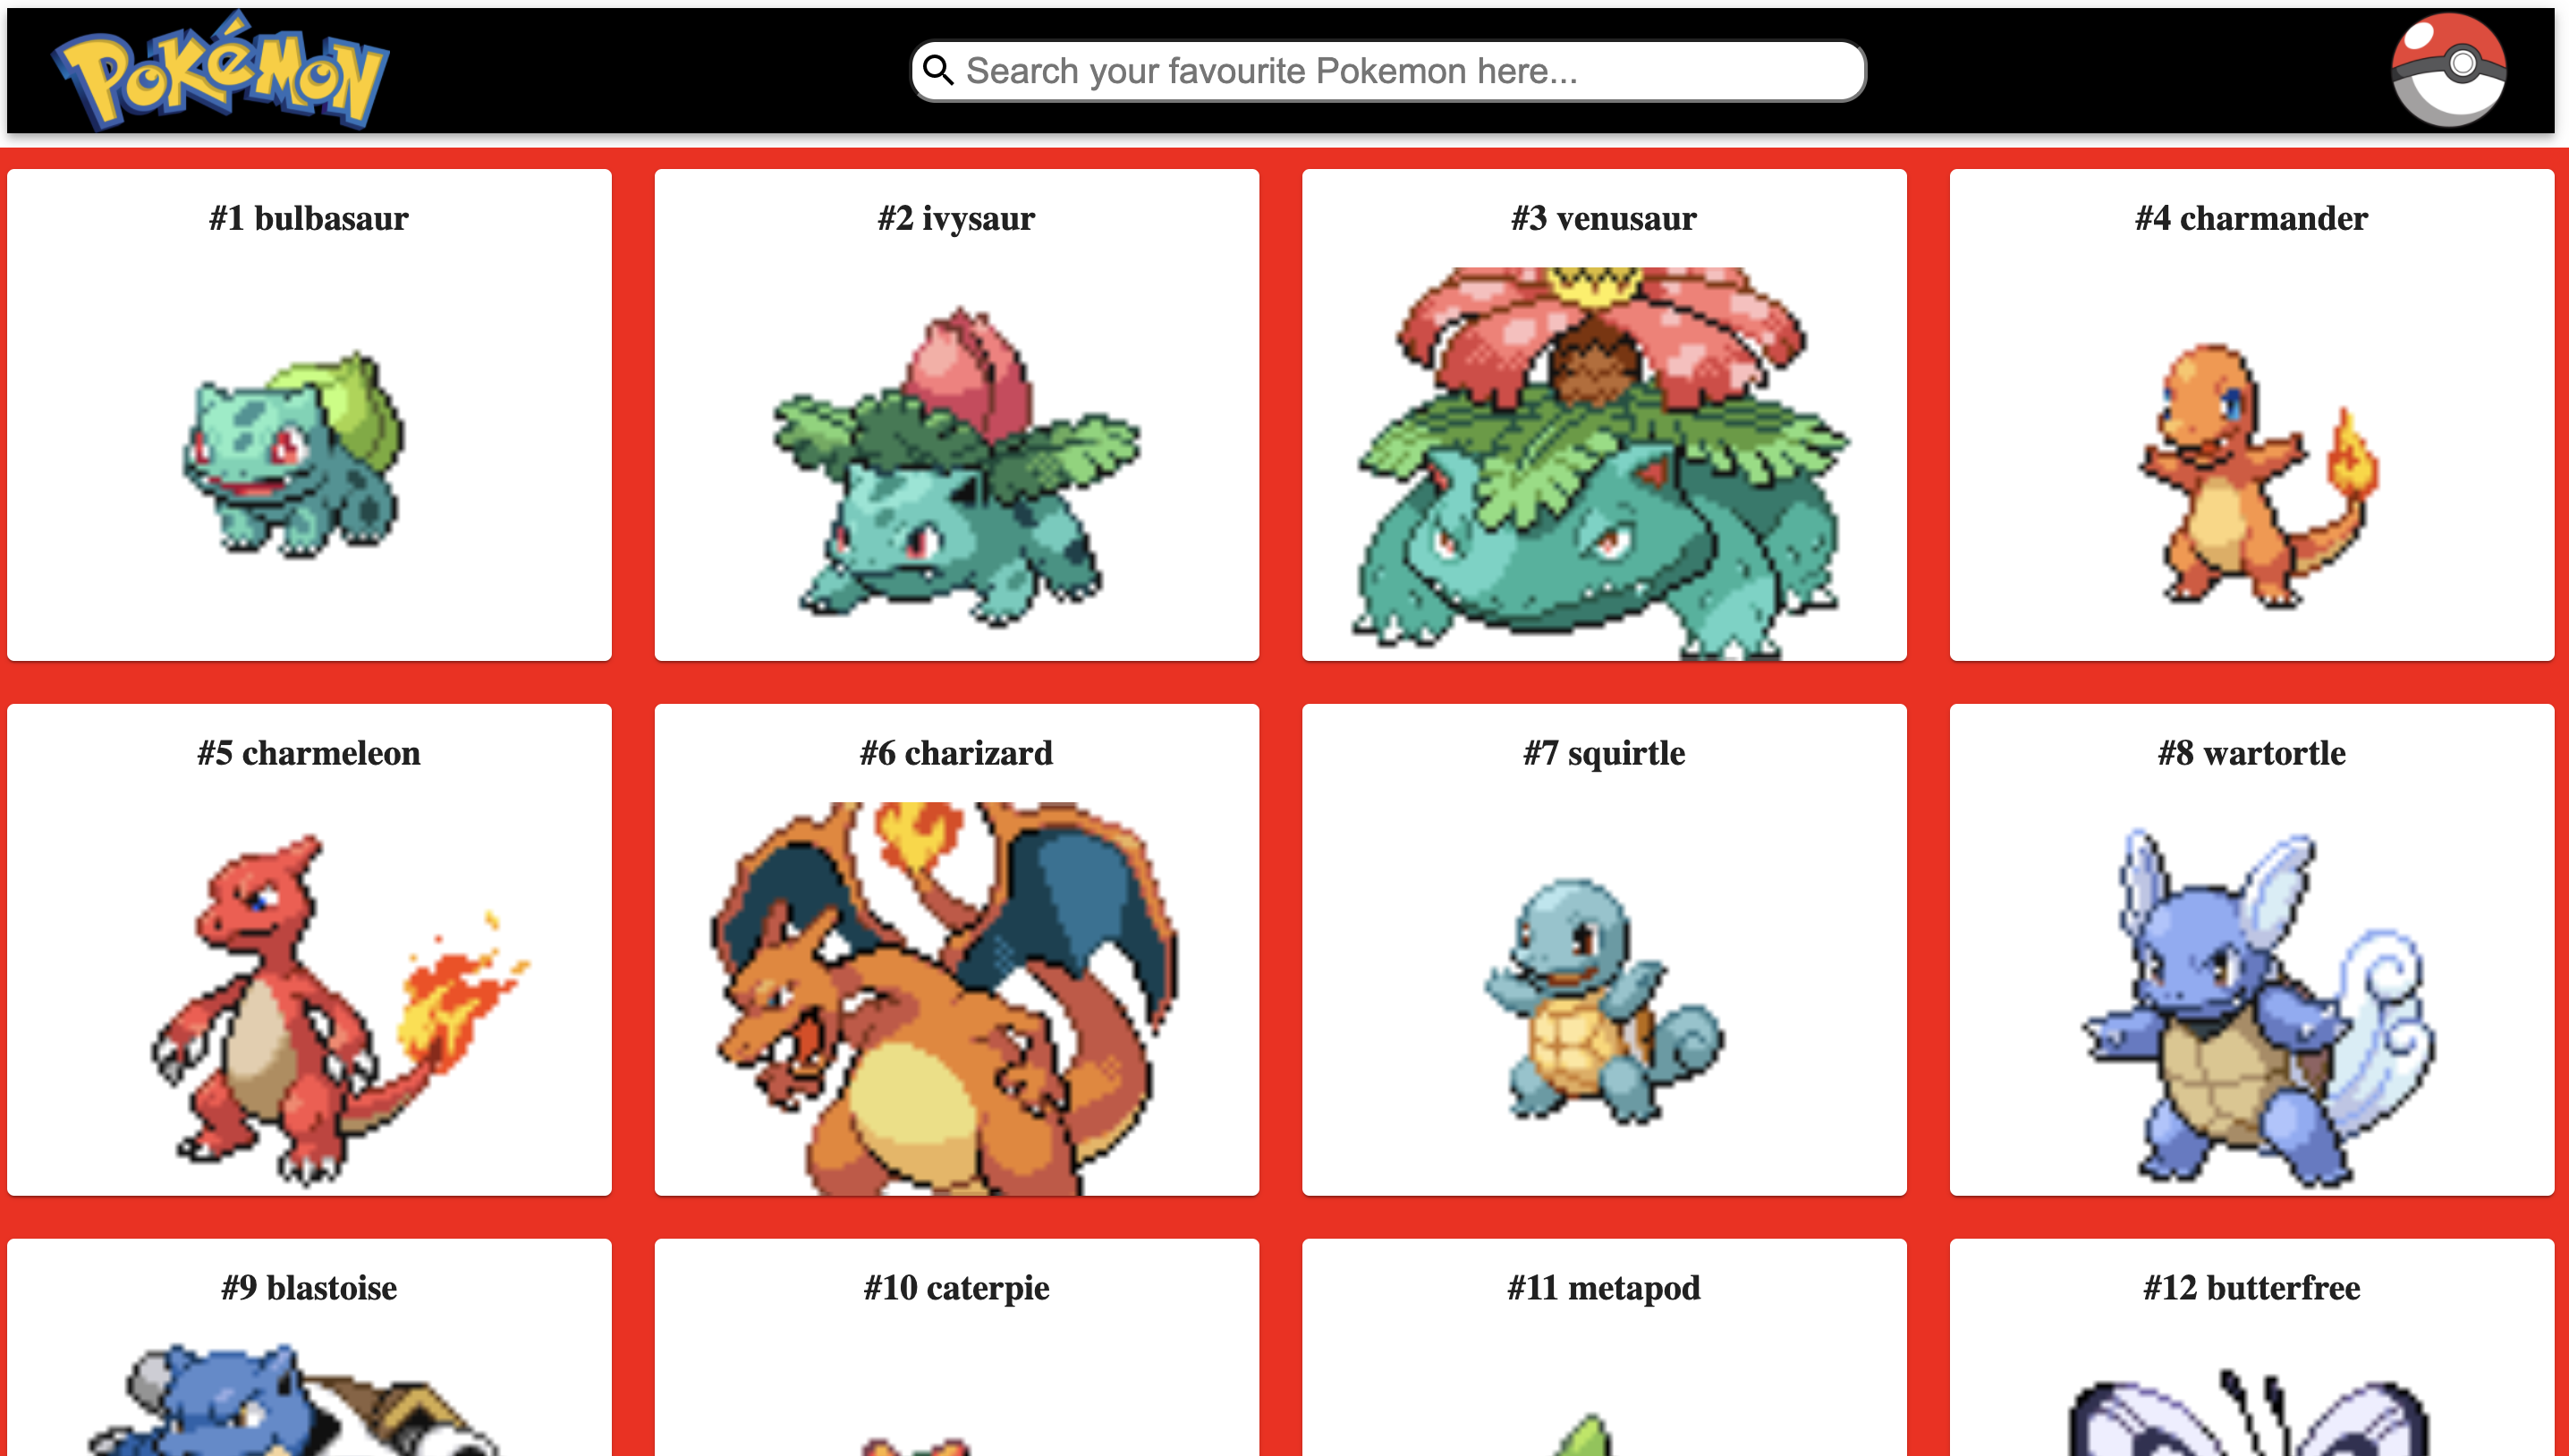 POKéMON
Search your favourite Pokemon here...
#1 bulbasaur
#2 ivysaur
#3 venusaur
#4 charmander
#5 charmeleon
#6 charizard
#7 squirtle
#8 wartortle
#9 blastoise
#10 caterpie
#11 metapod
#12 butterfree